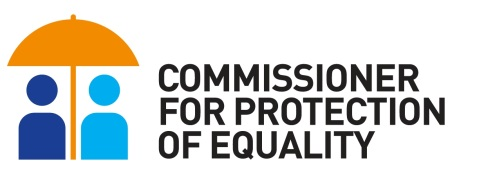 COMMISSIONER
FOR PROTECTION
OF EQUALITY